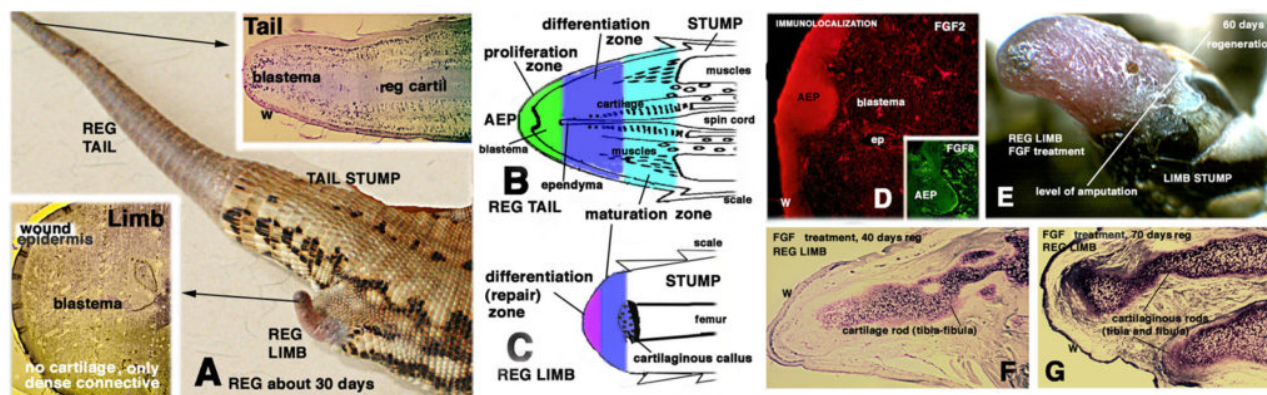 Tail
blastema
reg cartil
w
REG
TAIL
TAIL STUMP
Limb
wound
epidermis
blastema
no cartilage, only
dense connective
REG
LIMB
A
REG about 30 days
differentiation
zone
STUMP
proliferation
zone
muscles
cartilage
AEP
spin cord
blastema
muscles
B
ependyma
scale
REG TAIL
maturation zone
scale
differentiation
(repair)
zone
STUMP
femur
C
cartilaginous callus
REG LIMB
IMMUNOLOCALIZATION
FGF2
AEP
blastema
ep
FGF8
AEP
W
D
60 days
regeneration
REG LIMB
FGF treatment
LIMB STUMP
level of amputation
E
FGF treatment, 40 days reg
REG LIMB
W
cartilage rod (tibia-fibula)
F
FGF treatment, 70 days reg
REG LIMB
cartilaginous rods
(tibia and fibula)
W
G